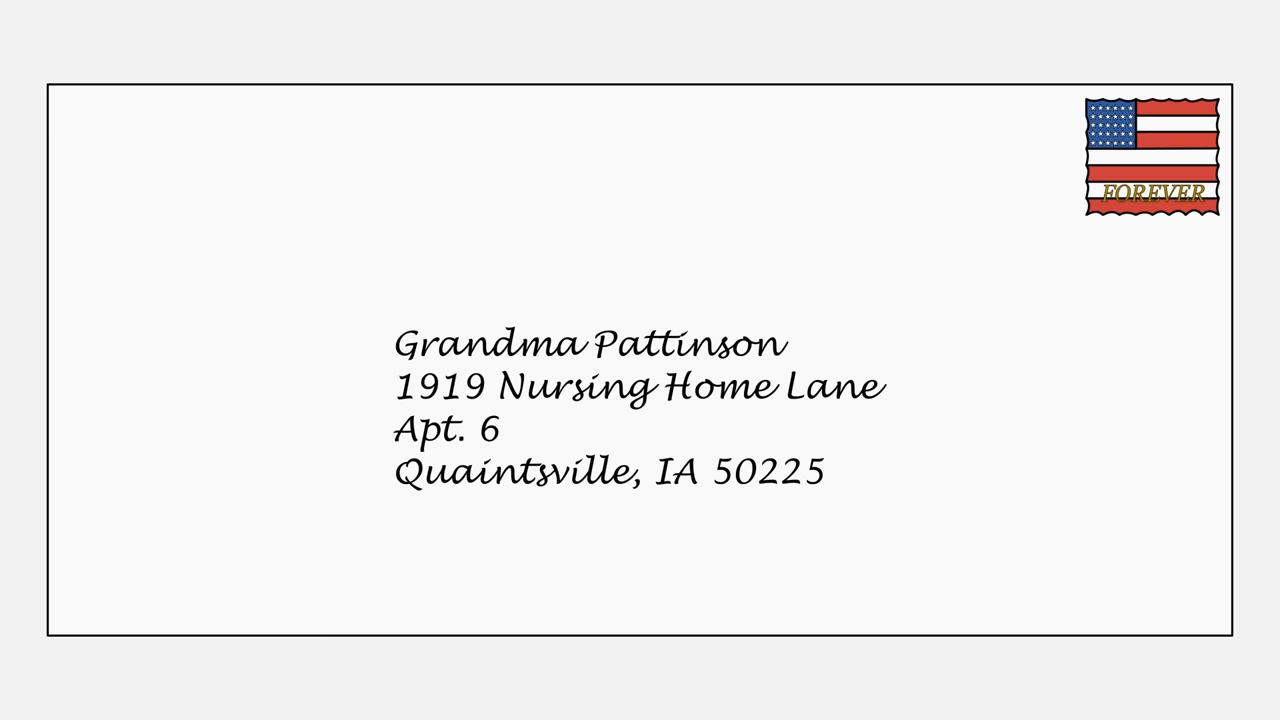 FOREVER
Grandma Pattinson
1919 Nursing Home Lane
Apt. 6
Quaintsville, IA 50225